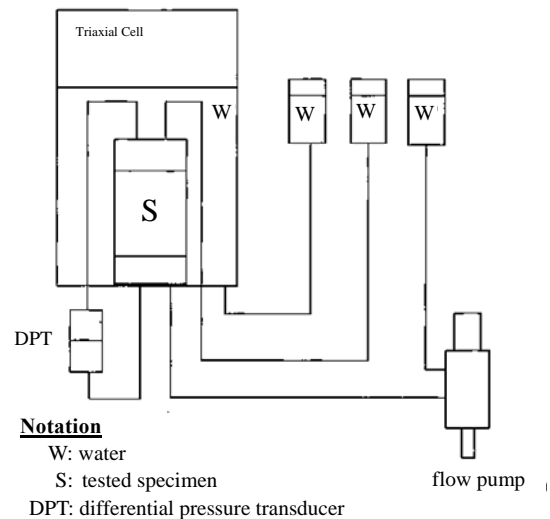 Triaxial Cell
W
W
W
W
S
DPT
Notation
W: water
S: tested specimen
flow pump
DPT: differential pressure transducer